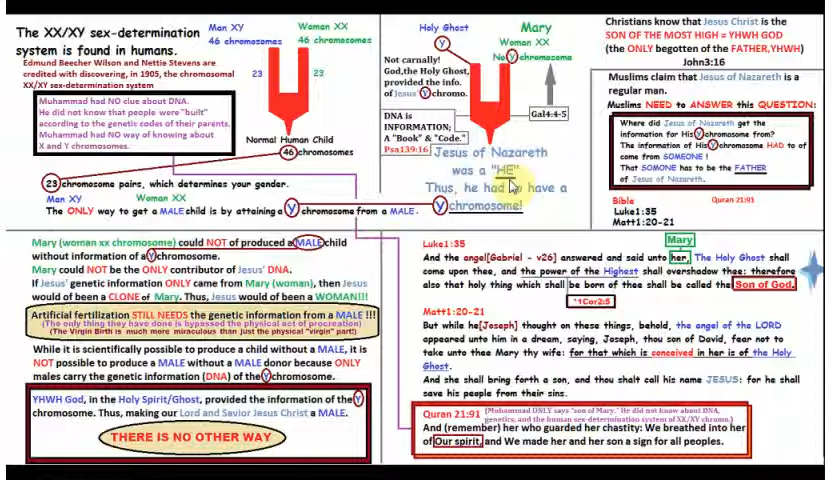 The XX/XY sex-determination
system is found in humans.
Edmund Beecher Wilson and Nettie Stevens are
credited with discovering, in 1905, the chromosomal
XX/XY sex-determination system
Muhammad had NO clue about DNA.
He did not know that people were "built"
according to the genetic codes of their parents.
Muhammad had NO way of knowing about
X and Y chromosomes.
Man XY
46 chromosomes
Woman XX
46 chromosomes
23
23
Normal Human Child
46 chromosomes
23 chromosome pairs, which determines your gender.
Man XY
Woman XX
The ONLY way to get a MALE child is by attaining a Y chromosome from a MALE.
Holy Ghost
Y
Mary
Woman XX
No Y chromosome
Not carnally!
God,the Holy Ghost,
provided the info.
of Jesus' Y chromo.
DNA is
INFORMATION;
A "Book" & "Code."
Psa139:16
Gal4:4-5
Jesus of Nazareth
was a "HE"
Thus, he had to have a
Y chromosome!
Christians know that Jesus Christ is the
SON OF THE MOST HIGH = YHWH GOD
(the ONLY begotten of the FATHER,YHWH)
John3:16
Muslims claim that Jesus of Nazareth is a
regular man.
Muslims NEED to ANSWER this QUESTION:
Where did Jesus of Nazareth get the
information for His Y chromosome from?
The information of His Y chromosome HAD to of
come from SOMEONE !
That SOMONE has to be the FATHER
of Jesus of Nazareth.
Bible
Luke1:35
Matt1:20-21
Quran 21:91
Mary (woman xx chromosome) could NOT of produced a MALE child
without information of a Y chromosome.
Mary could NOT be the ONLY contributor of Jesus' DNA.
If Jesus' genetic information ONLY came from Mary (woman), then Jesus
would of been a CLONE of Mary. Thus, Jesus would of been a WOMAN!!!
Artificial fertilization STILL NEEDS the genetic information from a MALE !!!
(The only thing they have done is bypassed the physical act of procreation)
(The Virgin Birth is much more miraculous than just the physical "virgin" part!)
While it is scientifically possible to produce a child without a MALE, it is
NOT possible to produce a MALE without a MALE donor because ONLY
males carry the genetic information (DNA) of the Y chromosome.
YHWH God, in the Holy Spirit/Ghost, provided the information of the Y
chromosome. Thus, making our Lord and Savior Jesus Christ a MALE.
THERE IS NO OTHER WAY
Luke1:35
Mary
And the angel[Gabriel - v26] answered and said unto her, The Holy Ghost shall
come upon thee, and the power of the Highest shall overshadow thee: therefore
also that holy thing which shall be born of thee shall be called the Son of God.
*1Cor2:5
Matt1:20-21
But while he[Joseph] thought on these things, behold, the angel of the LORD
appeared unto him in a dream, saying, Joseph, thou son of David, fear not to
take unto thee Mary thy wife: for that which is conceived in her is of the Holy
Ghost.
And she shall bring forth a son, and thou shalt call his name JESUS: for he shall
save his people from their sins.
Quran 21:91 (Muhammad ONLY says "son of Mary." He did not know about DNA,
genetics, and the human sex-determination system of XX/XY chromo.)
And (remember) her who guarded her chastity: We breathed into her
of Our spirit, and We made her and her son a sign for all peoples.